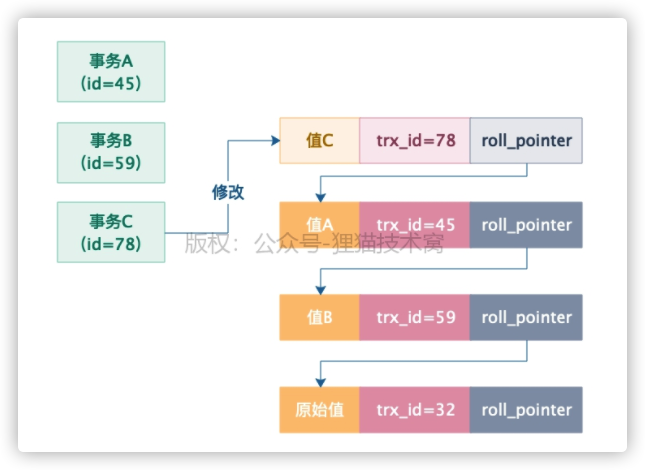 事务A
（id=45）
事务B
（id=59）
事务C
（id=78）
修改
值C trx_id=78 roll_pointer
值A trx_id=45 roll_pointer
版权：公众号-狸猫技术窝
值B trx_id=59 roll_pointer
原始值 trx_id=32 roll_pointer